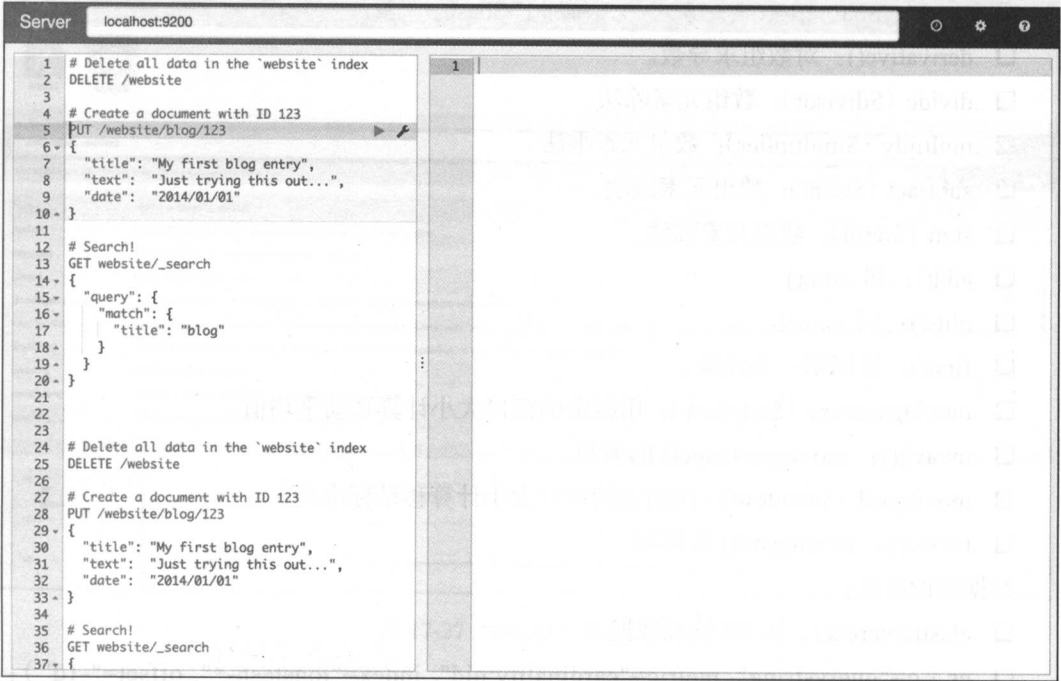 Server localhost:9200
1 # Delete all data in the `website` index
2 DELETE /website
3
4 # Create a document with ID 123
5 PUT /website/blog/123
6 {
7 "title": "My first blog entry",
8 "text": "Just trying this out...",
9 "date": "2014/01/01"
10 }
11
12 # Search!
13 GET website/_search
14 {
15 "query": {
16 "match": {
17 "title": "blog"
18 }
19 }
20 }
21
22
23
24 # Delete all data in the `website` index
25 DELETE /website
26
27 # Create a document with ID 123
28 PUT /website/blog/123
29 {
30 "title": "My first blog entry",
31 "text": "Just trying this out...",
32 "date": "2014/01/01"
33 }
34
35 # Search!
36 GET website/_search
37 {
1